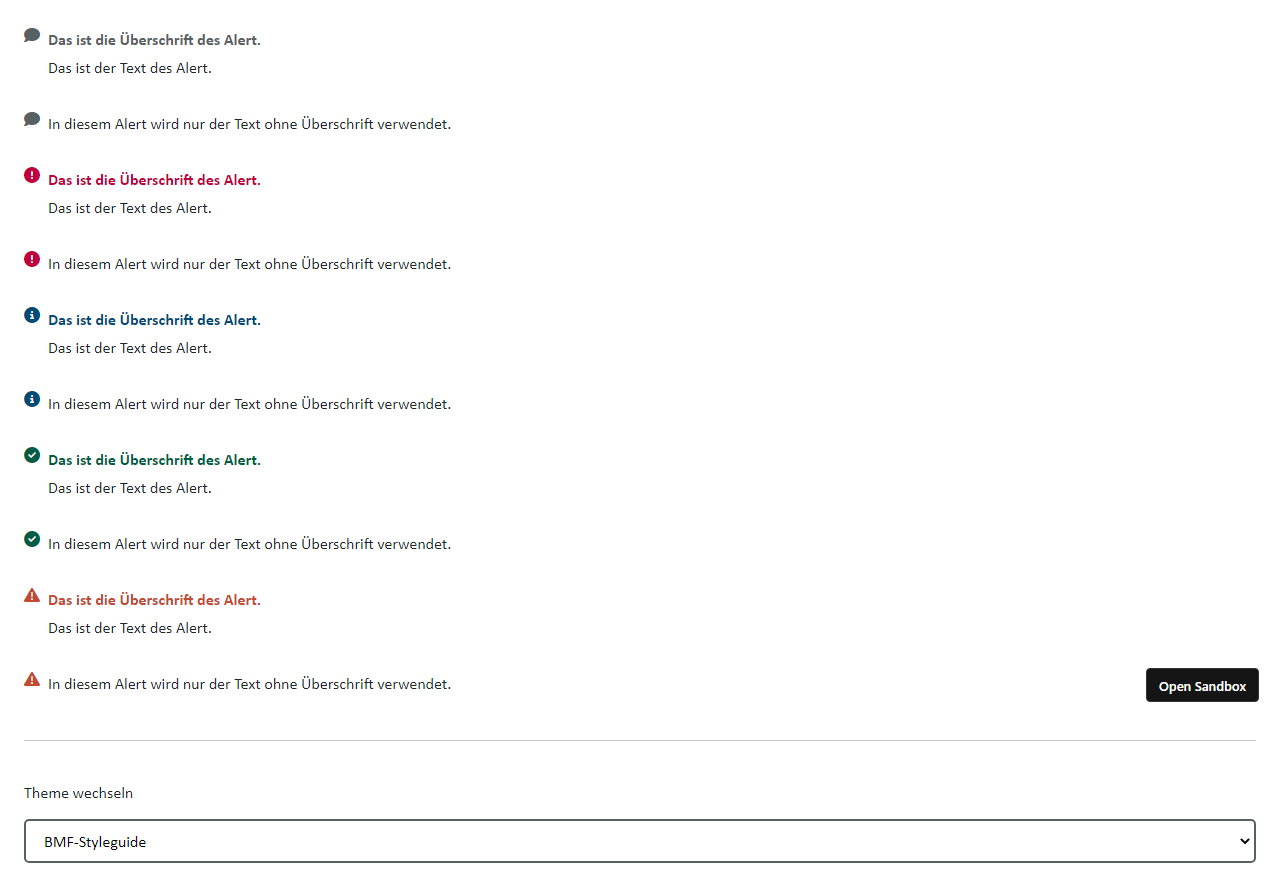 Das ist die Überschrift des Alert.
Das ist der Text des Alert.
In diesem Alert wird nur der Text ohne Überschrift verwendet.
Das ist die Überschrift des Alert.
Das ist der Text des Alert.
In diesem Alert wird nur der Text ohne Überschrift verwendet.
Das ist die Überschrift des Alert.
Das ist der Text des Alert.
In diesem Alert wird nur der Text ohne Überschrift verwendet.
Das ist die Überschrift des Alert.
Das ist der Text des Alert.
In diesem Alert wird nur der Text ohne Überschrift verwendet.
Das ist die Überschrift des Alert.
Das ist der Text des Alert.
In diesem Alert wird nur der Text ohne Überschrift verwendet.
Open Sandbox
Theme wechseln
BMF-Styleguide